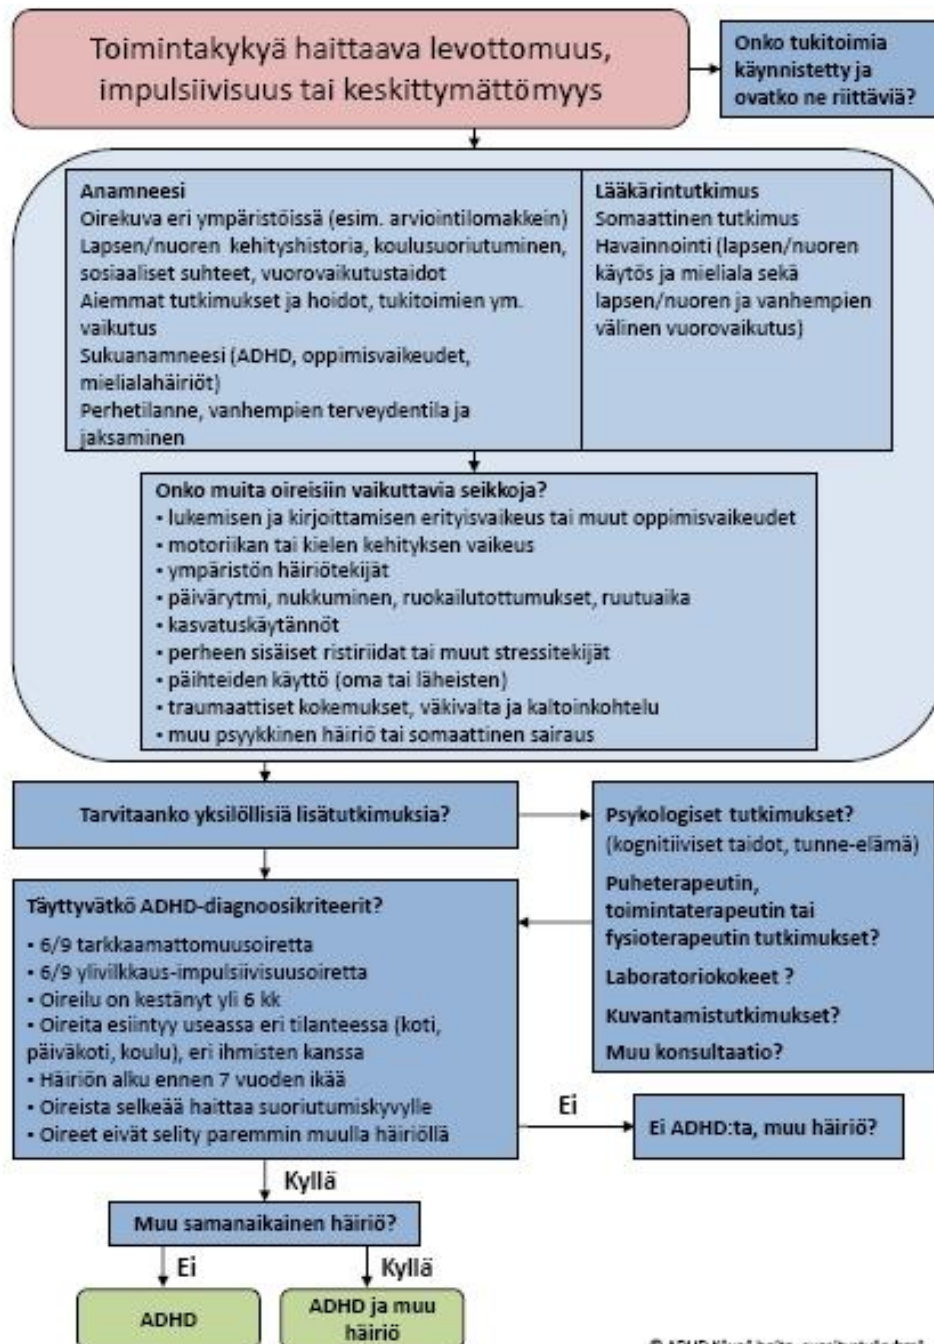 Toimintakykyä haittaava levottomuus,
impulsiivisuus tai keskittymättömyys
Onko tukitoimia
käynnistetty ja
ovatko ne riittäviä?
Anamneesi
Oirekuva eri ympäristöissä (esim. arviointilomakkein)
Lapsen/nuoren kehityshistoria, koulusuoriutuminen,
sosiaaliset suhteet, vuorovaikutustaidot
Aiemmat tutkimukset ja hoidot, tukitoimien ym.
vaikutus
Sukuanamneesi (ADHD, oppimisvaikeudet,
mielialahäiriöt)
Perhetilanne, vanhempien terveydentila ja
jaksaminen
Lääkärintutkimus
Somaattinen tutkimus
Havainnointi (lapsen/nuoren
käytös ja mieliala sekä
lapsen/nuoren ja vanhempien
välinen vuorovaikutus)
Onko muita oireisiin vaikuttavia seikkoja?
• lukemisen ja kirjoittamisen erityisvaikeus tai muut oppimisvaikeudet
• motoriikan tai kielen kehityksen vaikeus
• ympäristön häiriötekijät
• päivärytmi, nukkuminen, ruokailutottumukset, ruutuaika
• kasvatuskäytännöt
• perheen sisäiset ristiriidat tai muut stressitekijät
• päihteiden käyttö (oma tai läheisten)
• traumaattiset kokemukset, väkivalta ja kaltoinkohtelu
• muu psyykkinen häiriö tai somaattinen sairaus
Tarvitaanko yksilöllisiä lisätutkimuksia?
Psykologiset tutkimukset?
(kognitiiviset taidot, tunne-elämä)
Puheterapeutin,
toimintaterapeutin tai
fysioterapeutin tutkimukset?
Laboratoriokokeet ?
Kuvantamistutkimukset?
Muu konsultaatio?
Täyttyvätkö ADHD-diagnoosikriteerit?
• 6/9 tarkkaamattomuusoiretta
• 6/9 ylivilkkaus-impulsiivisuusoiretta
• Oireilu on kestänyt yli 6 kk
• Oireita esiintyy useassa eri tilanteessa (koti,
päiväkoti, koulu), eri ihmisten kanssa
• Häiriön alku ennen 7 vuoden ikää
• Oireista selkeää haittaa suoriutumiskyvylle
• Oireet eivät selity paremmin muulla häiriöllä
Ei
Ei ADHD:ta, muu häiriö?
Kyllä
Muu samanaikainen häiriö?
Ei
Kyllä
ADHD
ADHD ja muu
häiriö